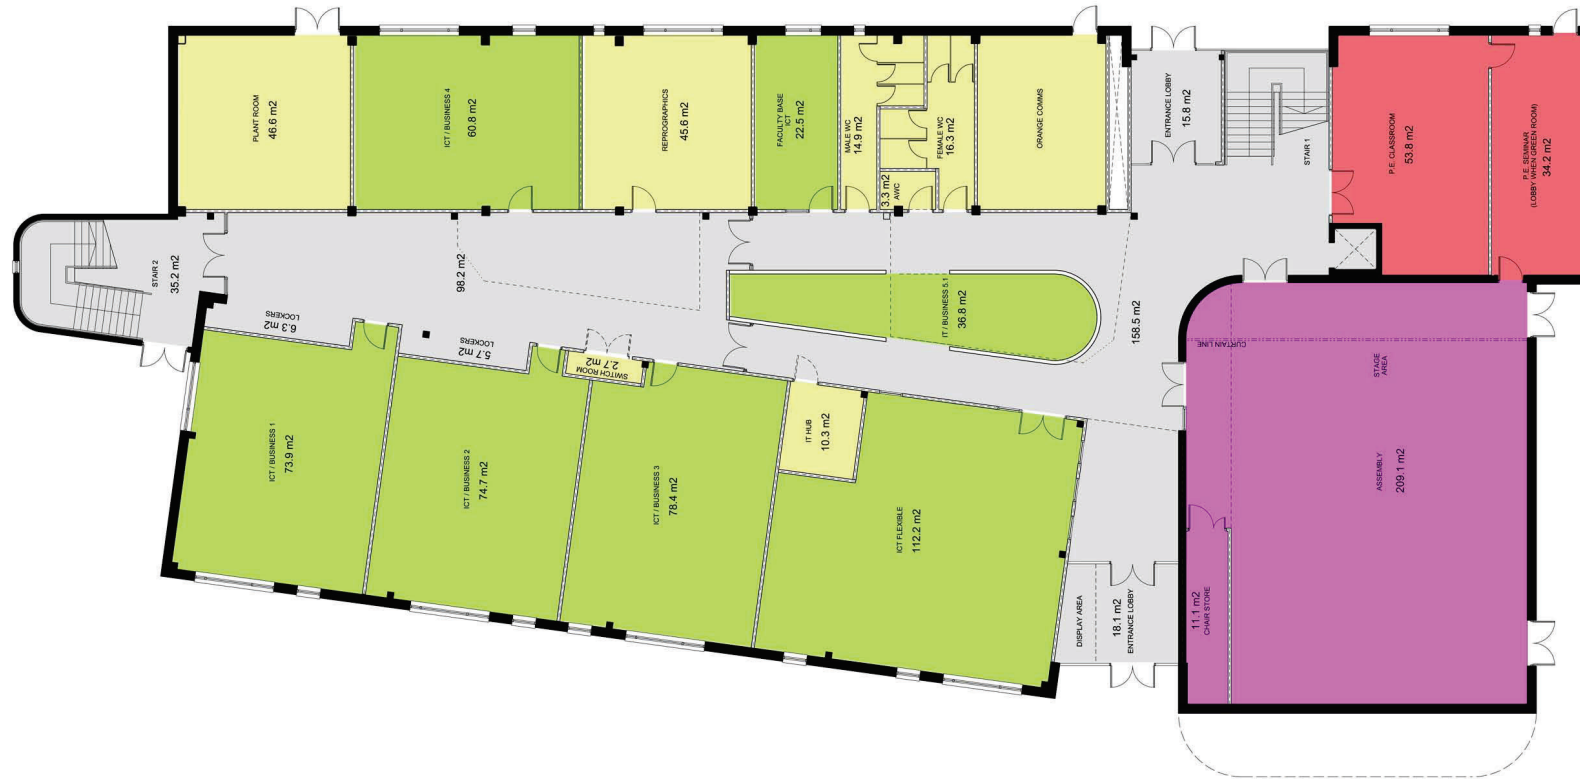 PLANT ROOM
46.6 m2
ICT / BUSINESS 4
60.8 m2
REPROGRAPHICS
45.6 m2
FACULTY BASE
ICT
22.5 m2
MALE WC
14.9 m2
3.3 m2
AWC
FEMALE WC
16.3 m2
ORANGE COMMS
ENTRANCE LOBBY
15.8 m2
STAIR 1
P.E. CLASSROOM
53.8 m2
P.E. SEMINAR
(LOBBY WHEN GREEN ROOM)
34.2 m2
STAIR 2
35.2 m2
98.2 m2
6.3 m2
LOCKERS
5.7 m2
LOCKERS
2.7 m2
SWITCH ROOM
IT / BUSINESS 5.1
36.8 m2
158.5 m2
CURTAIN LINE
STAGE
AREA
ICT / BUSINESS 1
73.9 m2
ICT / BUSINESS 2
74.7 m2
ICT / BUSINESS 3
78.4 m2
IT HUB
10.3 m2
ICT FLEXIBLE
112.2 m2
ASSEMBLY
209.1 m2
DISPLAY AREA
18.1 m2
ENTRANCE LOBBY
11.1 m2
CHAIR STORE